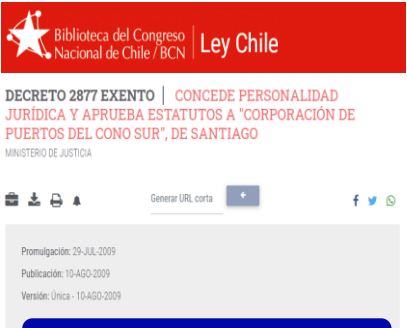 Biblioteca del Congreso
Nacional de Chile / BCN
Ley Chile
DECRETO 2877 EXENTO | CONCEDE PERSONALIDAD
JURÍDICA Y APRUEBA ESTATUTOS A "CORPORACIÓN DE
PUERTOS DEL CONO SUR", DE SANTIAGO
MINISTERIO DE JUSTICIA
Generar URL corta
Promulgación: 29-JUL-2009
Publicación: 10-AGO-2009
Versión: Única - 10-AGO-2009